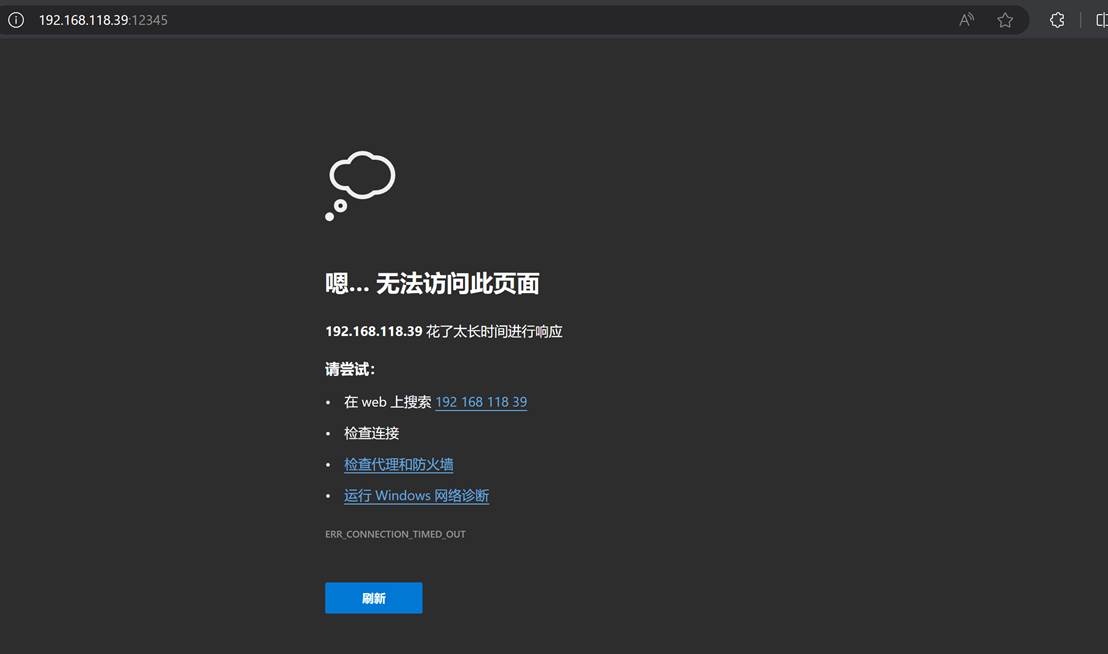 192.168.118.39:12345
嗯… 无法访问此页面
192.168.118.39 花了太长时间进行响应
请尝试:
• 在 web 上搜索 192 168 118 39
• 检查连接
• 检查代理和防火墙
• 运行 Windows 网络诊断
ERR_CONNECTION_TIMED_OUT
刷新